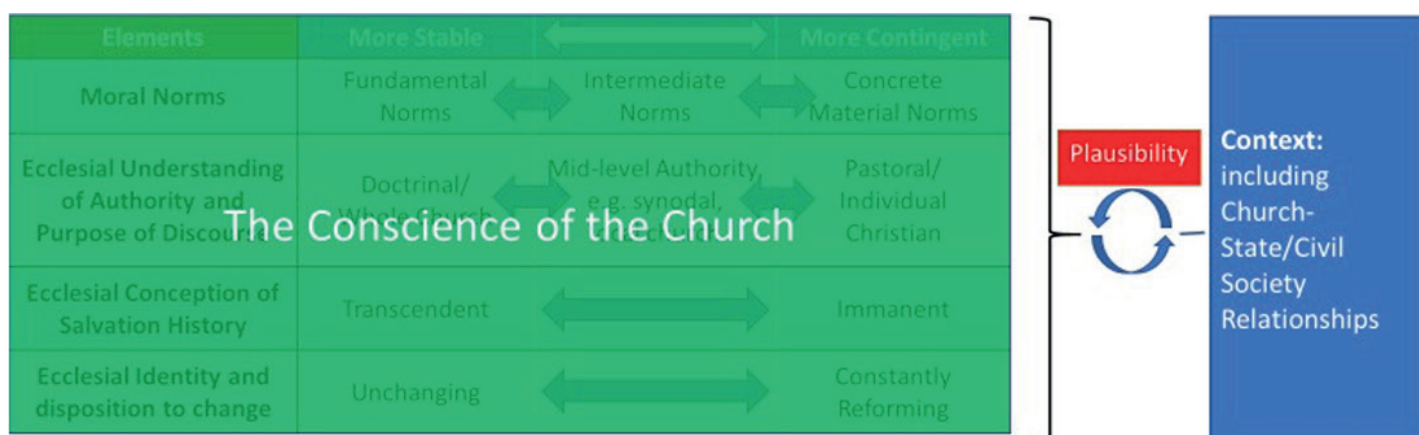 Elements
More Stable
More Contingent
Moral Norms
Fundamental
Norms
Intermediate
Norms
Concrete
Material Norms
Ecclesial Understanding
of Authority and
Purpose of Discourse
Doctrinal/
Whole Church
Mid-level Authority,
e.g. synodal,
Pastoral/
Individual
Christian
The Conscience of the Church
Ecclesial Conception of
Salvation History
Transcendent
Immanent
Ecclesial Identity and
disposition to change
Unchanging
Constantly
Reforming
Plausibility
Context:
including
Church-
State/Civil
Society
Relationships